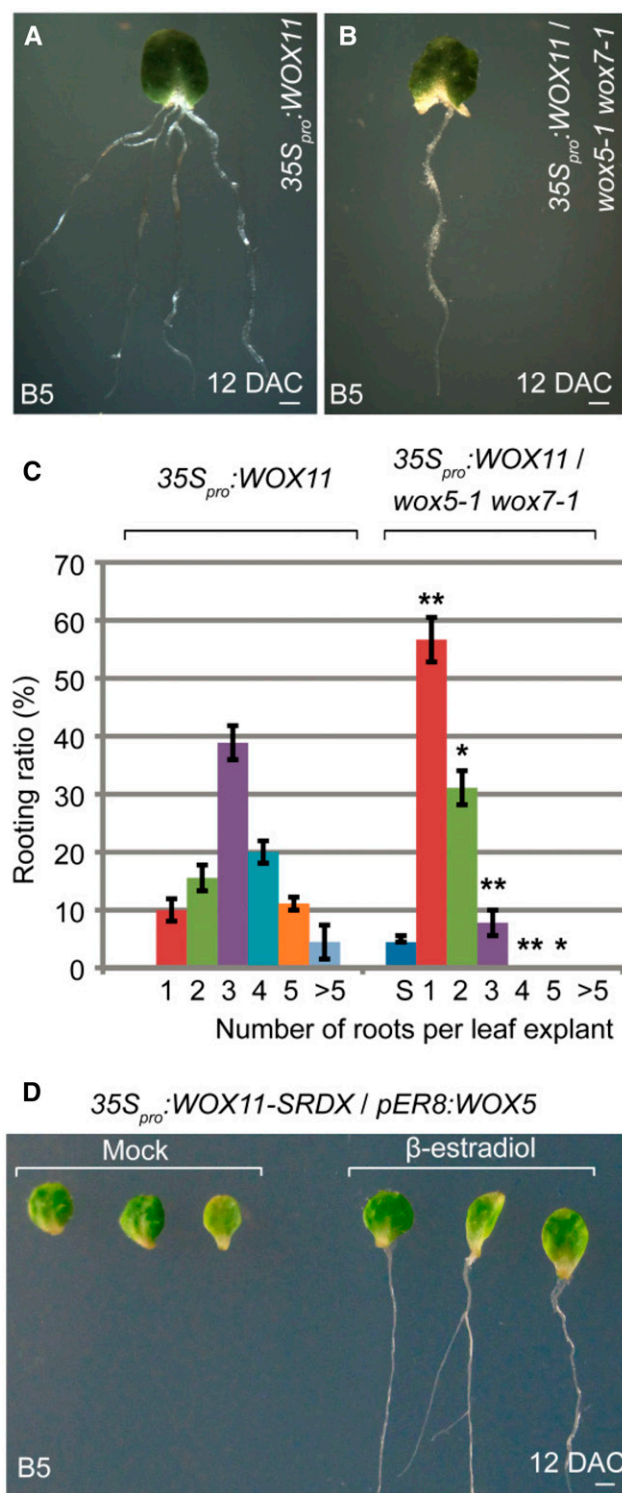 A
35Spro:WOX11
B5
12 DAC
B
35Spro:WOX11 /
wox5-1 wox7-1
B5
12 DAC
C
35Spro:WOX11
35Spro:WOX11 /
wox5-1 wox7-1
Rooting ratio (%)
70
60
50
40
30
20
10
0
**
*
**
** *
1 2 3 4 5 >5 S 1 2 3 4 5 >5
Number of roots per leaf explant
D
35Spro:WOX11-SRDX / pER8:WOX5
Mock
β-estradiol
B5
12 DAC